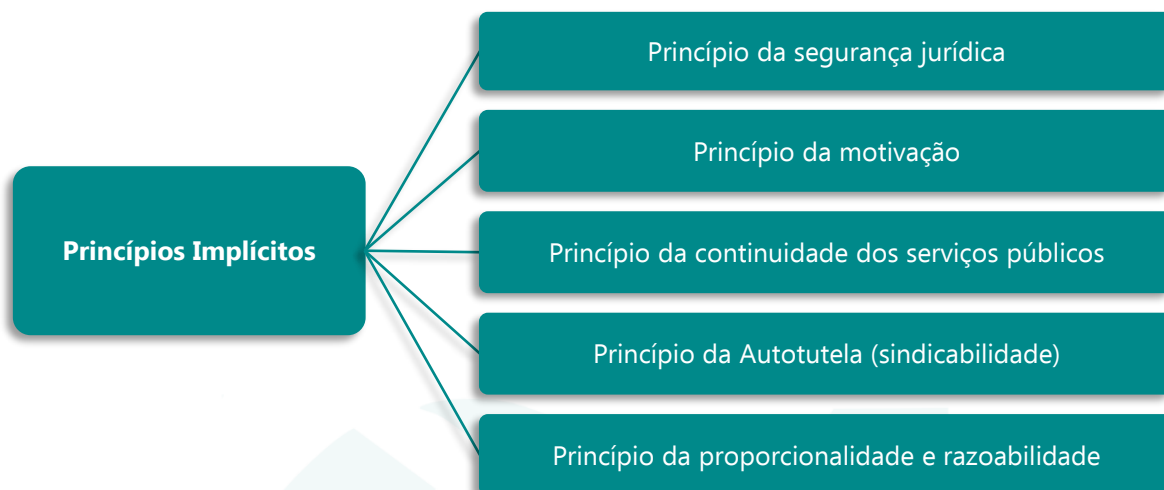 Princípios Implícitos
Princípio da segurança jurídica
Princípio da motivação
Princípio da continuidade dos serviços públicos
Princípio da Autotutela (sindicabilidade)
Princípio da proporcionalidade e razoabilidade